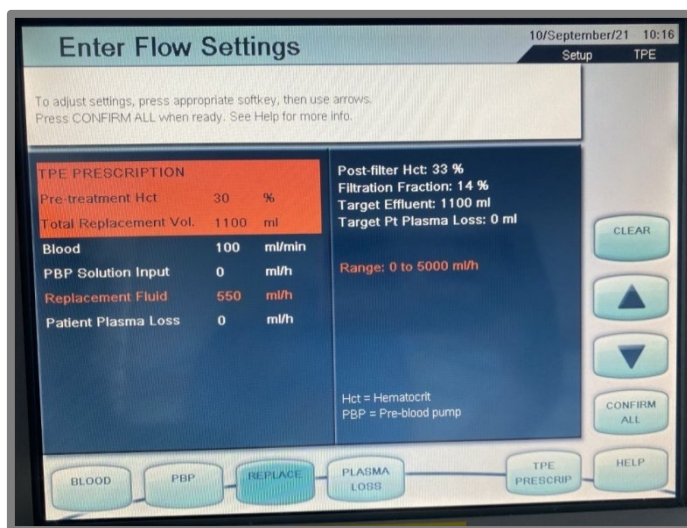 Enter Flow Settings
10/September/21 10:16
Setup TPE
To adjust settings, press appropriate softkey, then use arrows.
Press CONFIRM ALL when ready. See Help for more info.
TPE PRESCRIPTION
Pre-treatment Hct 30 %
Total Replacement Vol. 1100 ml
Blood 100 ml/min
PBP Solution Input 0 ml/h
Replacement Fluid 550 ml/h
Patient Plasma Loss 0 ml/h
Post-filter Hct: 33 %
Filtration Fraction: 14 %
Target Effluent: 1100 ml
Target Pt Plasma Loss: 0 ml
Range: 0 to 5000 ml/h
Hct = Hematocrit
PBP = Pre-blood pump
CLEAR
CONFIRM
ALL
BLOOD
PBP
REPLACE
PLASMA
LOSS
TPE
PRESCRIP
HELP